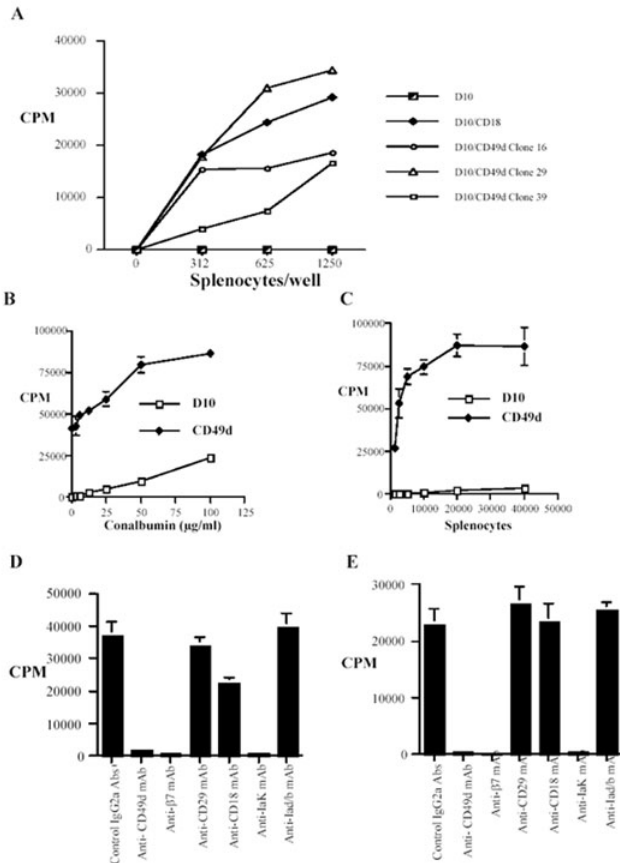 A
40000
30000
CPM
20000
10000
0
0 312 625 1250
Splenocytes/well
D10
D10/CD18
D10/CD49d Clone 16
D10/CD49d Clone 29
D10/CD49d Clone 39
B
100000
75000
CPM
50000
25000
0
0 25 50 75 100 125
Conalbumin (µg/ml)
D10
CD49d
C
100000
75000
CPM
50000
25000
0
0 10000 20000 30000 40000 50000
Splenocytes
D10
CD49d
D
50000
40000
CPM
30000
20000
10000
0
Control IgG2a Abs
Anti-CD49d mAb
Anti-β7 mAb
Anti-CD29 mAb
Anti-CD18 mAb
Anti-IaK mAb
Anti-Iad/b mAb
E
30000
20000
CPM
10000
0
Control IgG2a Abs
Anti-CD49d mAb
Anti-β7 mAb
Anti-CD29 mA
Anti-CD18 mA
Anti-IaK mA
Anti-Iad/b mA